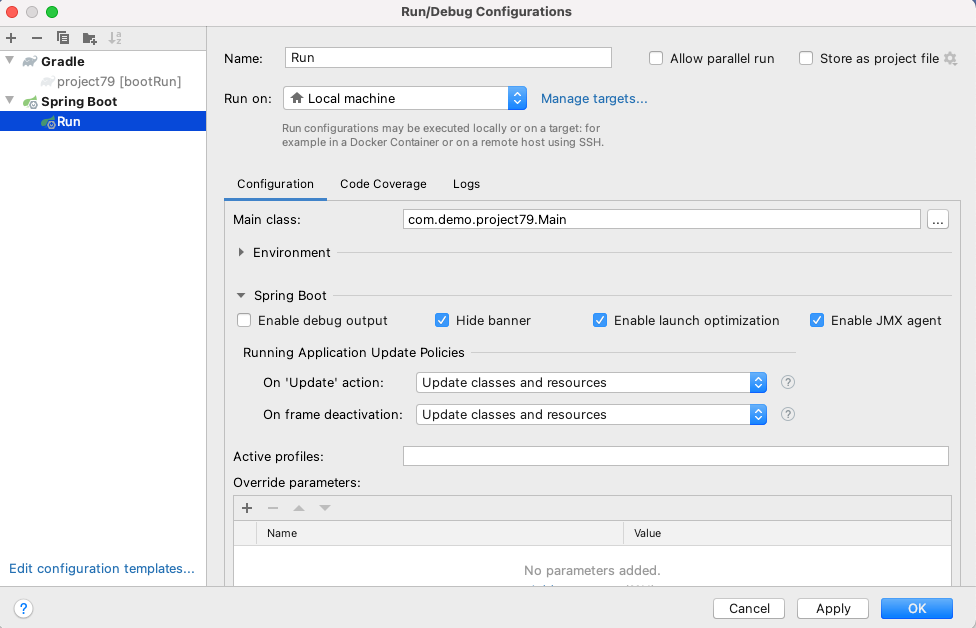 Run/Debug Configurations
Gradle
project79 [bootRun]
Spring Boot
Run
Edit configuration templates...
Name: Run Allow parallel run Store as project file
Run on: Local machine Manage targets...
Run configurations may be executed locally or on a target: for
example in a Docker Container or on a remote host using SSH.
Configuration Code Coverage Logs
Main class: com.demo.project79.Main ...
Environment
Spring Boot
Enable debug output Hide banner Enable launch optimization Enable JMX agent
Running Application Update Policies
On 'Update' action: Update classes and resources ?
On frame deactivation: Update classes and resources ?
Active profiles:
Override parameters:
Name Value
No parameters added.
? Cancel Apply OK